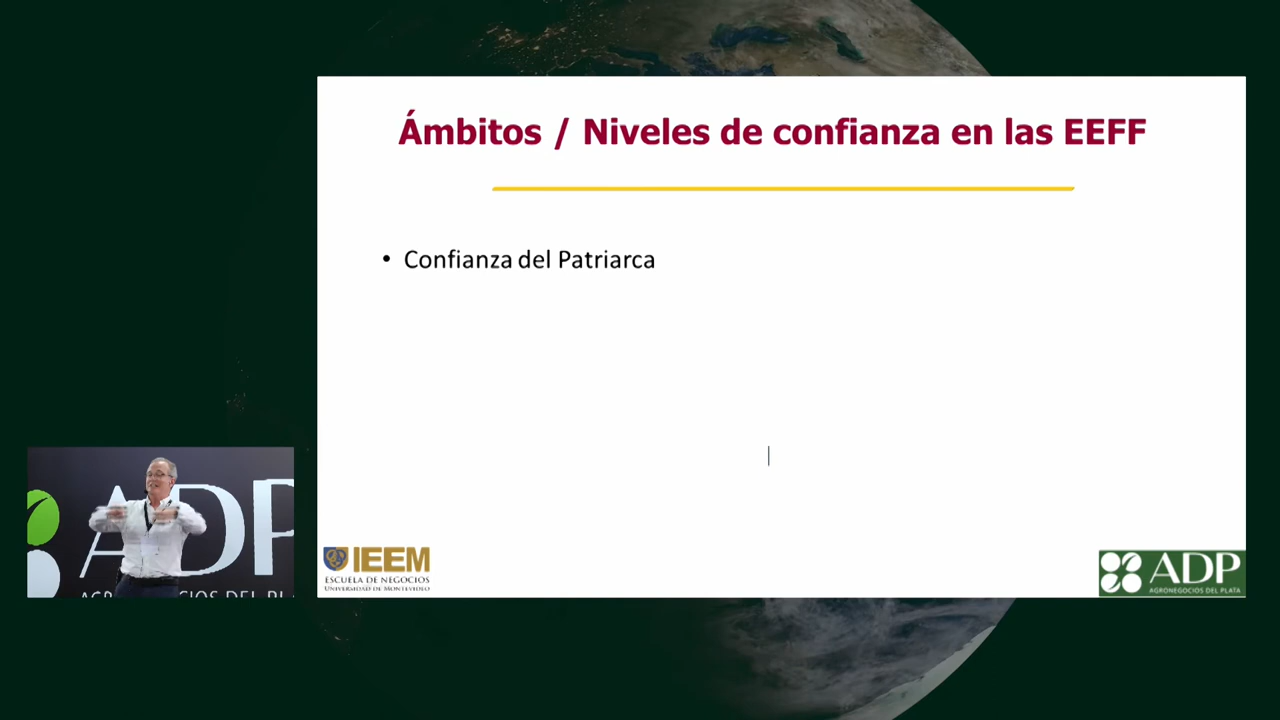 Ámbitos / Niveles de confianza en las EEFF
• Confianza del Patriarca
ADP
IEEM
ESCUELA DE NEGOCIOS
UNIVERSIDAD DE MONTEVIDEO
ADP
AGRONEGOCIOS DEL PLATA